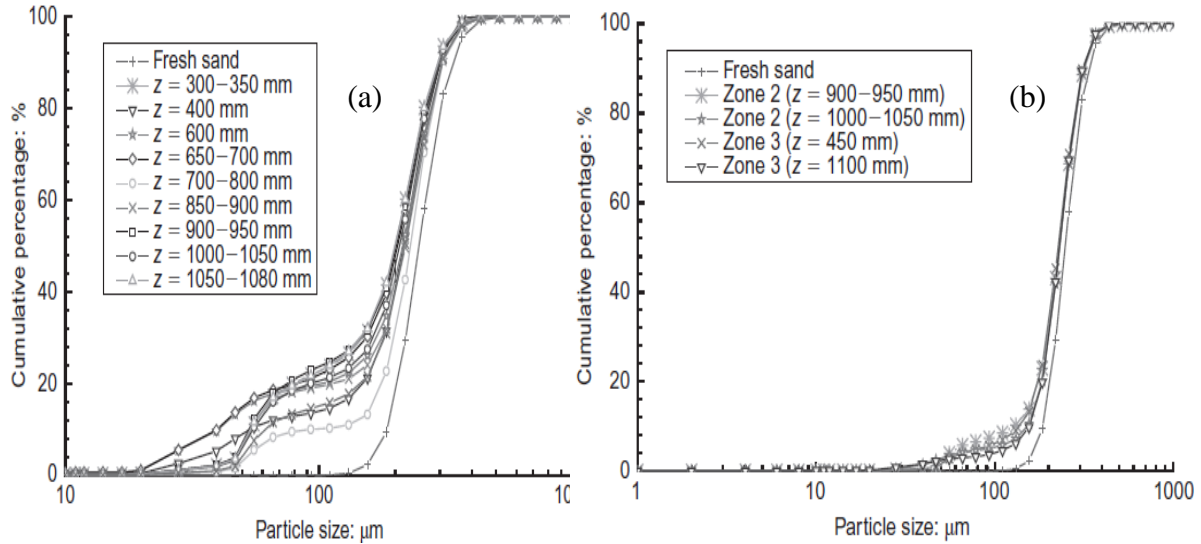 100
80
60
40
20
0
Cumulative percentage: %
Fresh sand
z = 300–350 mm
z = 400 mm
z = 600 mm
z = 650–700 mm
z = 700–800 mm
z = 850–900 mm
z = 900–950 mm
z = 1000–1050 mm
z = 1050–1080 mm
(a)
10
100
10
Particle size: μm
100
80
60
40
20
0
Cumulative percentage: %
Fresh sand
Zone 2 (z = 900–950 mm)
Zone 2 (z = 1000–1050 mm)
Zone 3 (z = 450 mm)
Zone 3 (z = 1100 mm)
(b)
1
10
100
1000
Particle size: μm